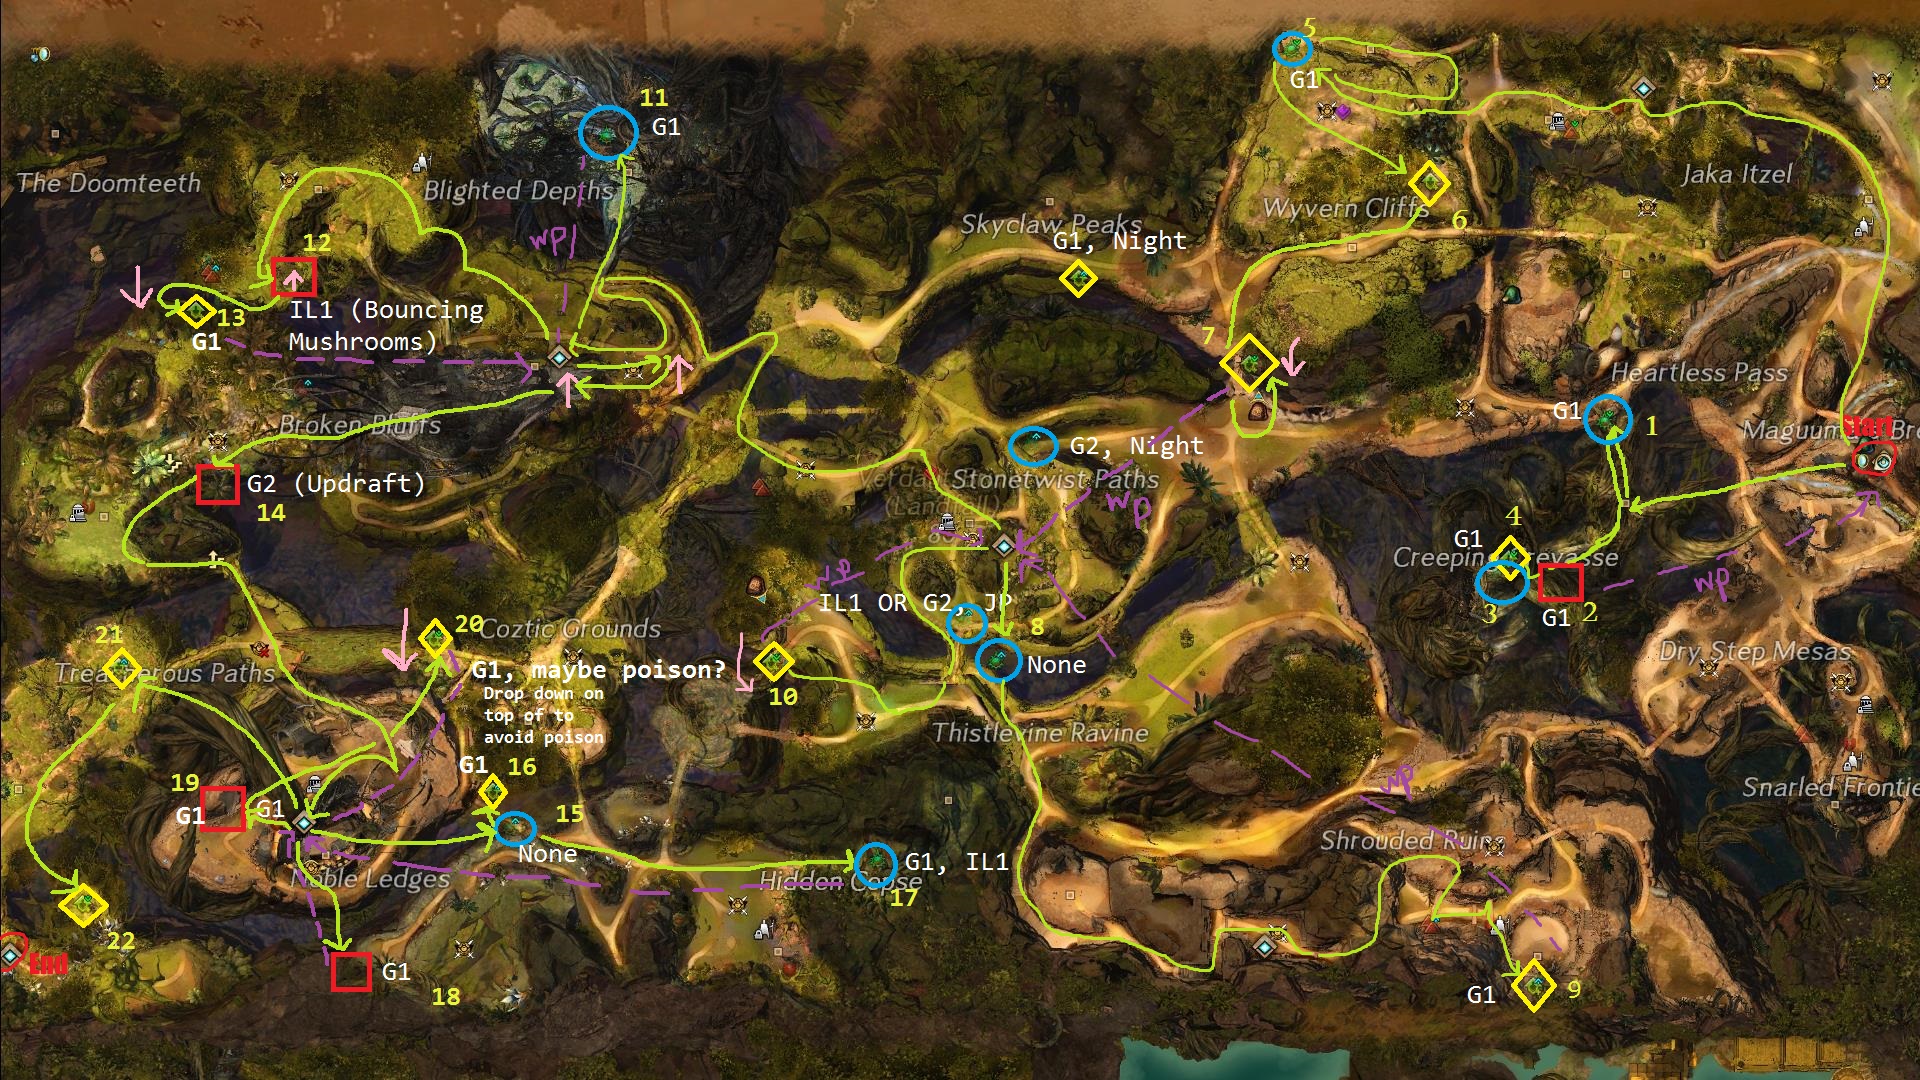 5
11
G1
G1
The Doomteeth
Blighted Depths
Jaka Itzel
Wyvern Cliffs
6
Skyclaw Peaks
G1, Night
12
WP
13
G1
IL1 (Bouncing
Mushrooms)
7
Heartless Pass
G1
1
Start
Broken Bluffs
G2, Night
Stonetwist Paths
G2 (Updraft)
14
WP
4
G1
3
G1
2
WP
WP
IL1 OR G2, JP
8
None
21
20
Coztic Grounds
Treacherous Paths
G1, maybe poison?
Drop down on
top of to
avoid poison
10
Dry Step Mesas
Thistlevine Ravine
G1
16
19
G1
G1
15
None
WP
Snarled Frontie
Shrouded Ruins
G1, IL1
Noble Ledges
Hidden Copse
17
22
End
G1
18
G1
9